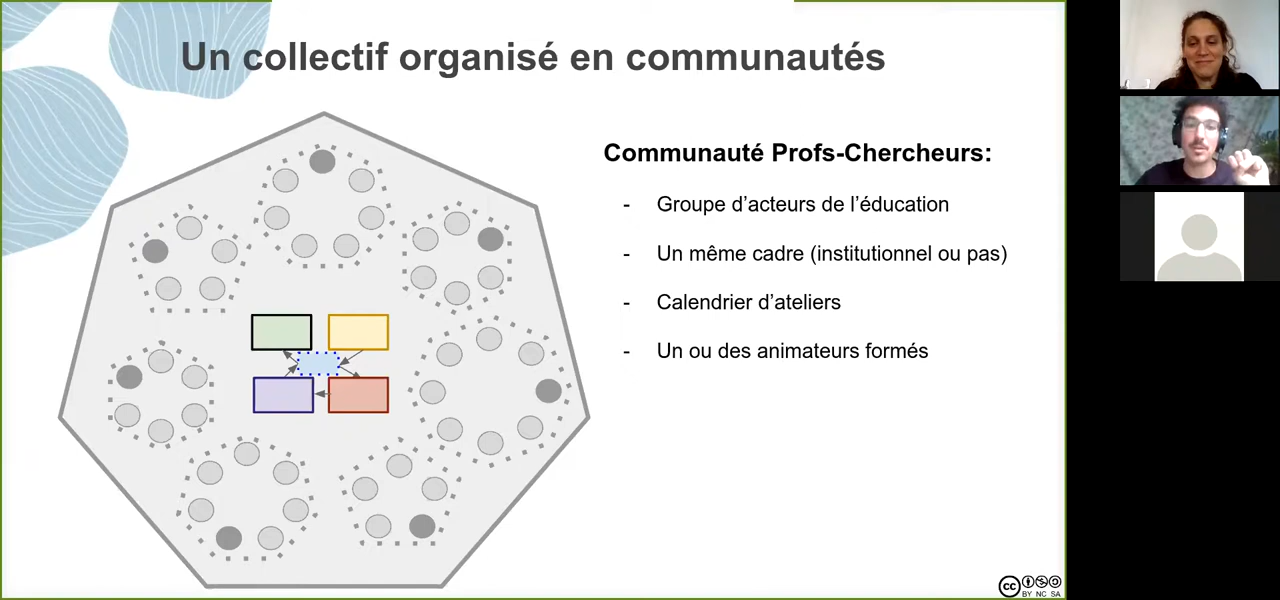 Un collectif organisé en communautés
Communauté Profs-Chercheurs:
- Groupe d’acteurs de l’éducation
- Un même cadre (institutionnel ou pas)
- Calendrier d’ateliers
- Un ou des animateurs formés
cc
BY NC SA